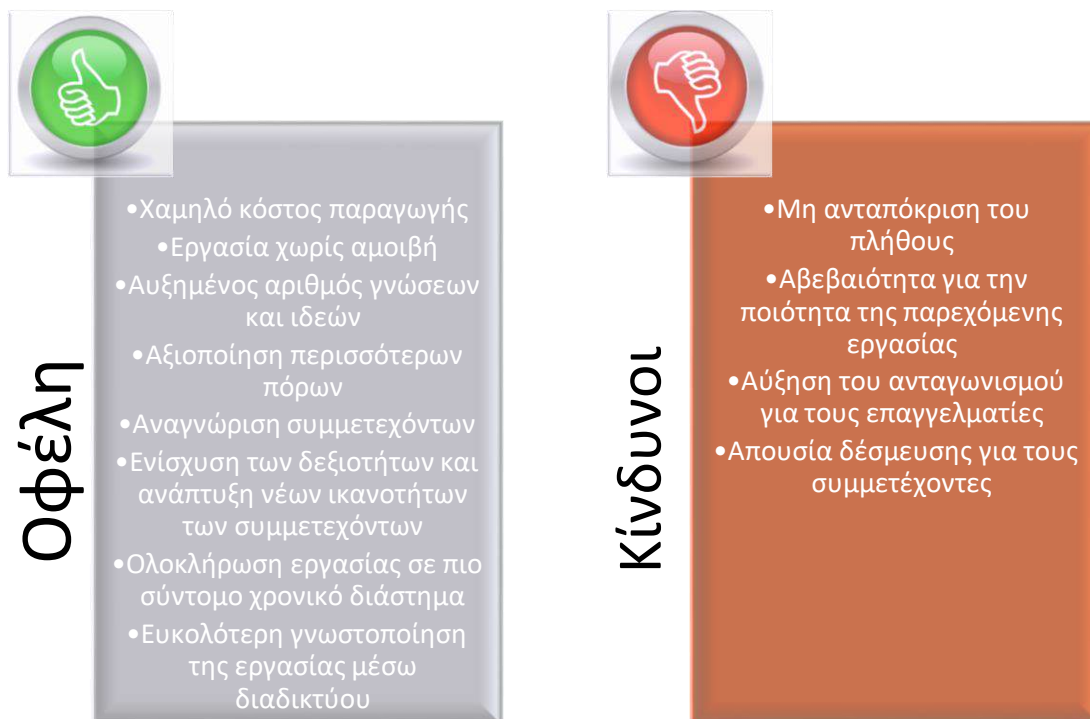 Οφέλη
•Χαμηλό κόστος παραγωγής
•Εργασία χωρίς αμοιβή
•Αυξημένος αριθμός γνώσεων
και ιδεών
•Αξιοποίηση περισσότερων
πόρων
•Αναγνώριση συμμετεχόντων
•Ενίσχυση των δεξιοτήτων και
ανάπτυξη νέων ικανοτήτων
των συμμετεχόντων
•Ολοκλήρωση εργασίας σε πιο
σύντομο χρονικό διάστημα
•Ευκολότερη γνωστοποίηση
της εργασίας μέσω
διαδικτύου
Κίνδυνοι
•Μη ανταπόκριση του
πλήθους
•Αβεβαιότητα για την
ποιότητα της παρεχόμενης
εργασίας
•Αύξηση του ανταγωνισμού
για τους επαγγελματίες
•Απουσία δέσμευσης για τους
συμμετέχοντες